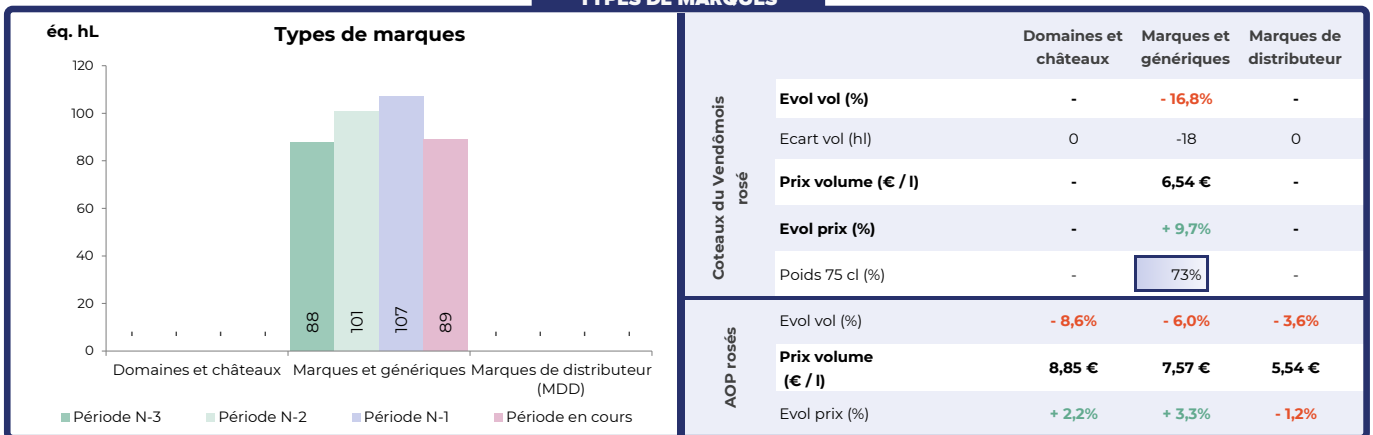 TYPES DE MARQUES
éq. hL
Types de marques
120
100
80
60
40
20
0
88
101
107
89
Domaines et châteaux
Marques et génériques
Marques de distributeur
(MDD)
Période N-3
Période N-2
Période N-1
Période en cours
Domaines et Marques et Marques de
châteaux génériques distributeur
Coteaux du Vendômois
rosé
Evol vol (%) - - 16,8% -
Ecart vol (hl) 0 -18 0
Prix volume (€ / l) - 6,54 € -
Evol prix (%) - + 9,7% -
Poids 75 cl (%) - 73% -
AOP rosés
Evol vol (%) - 8,6% - 6,0% - 3,6%
Prix volume
(€ / l) 8,85 € 7,57 € 5,54 €
Evol prix (%) + 2,2% + 3,3% - 1,2%